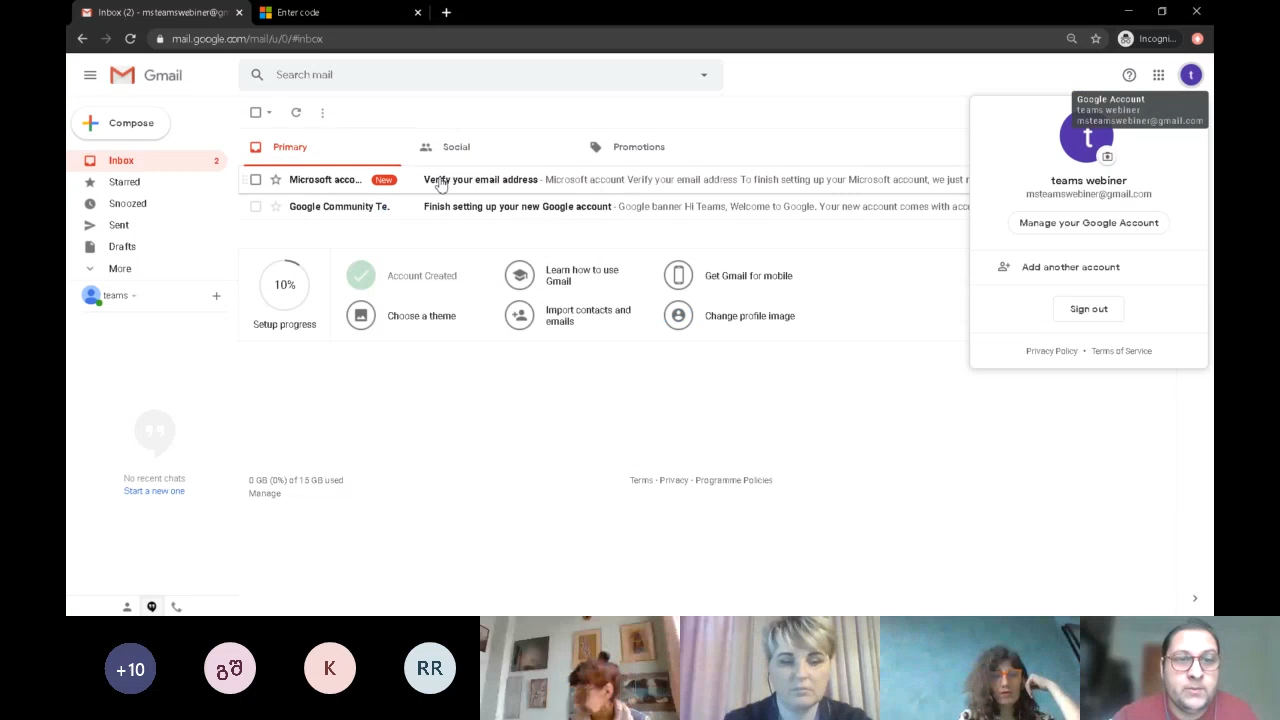 Inbox (2) - msteamswebiner@gm
Enter code
mail.google.com/mail/u/0/#inbox
Incogni...
Gmail
Search mail
t
Google Account
teams webiner
msteamswebiner@gmail.com
Compose
t
Inbox 2
Primary
Social
Promotions
Starred
Microsoft acco... New Verify your email address - Microsoft account Verify your email address To finish setting up your Microsoft account, we just
teams webiner
msteamswebiner@gmail.com
Snoozed
Google Community Te. Finish setting up your new Google account - Google banner Hi Teams, Welcome to Google. Your new account comes with acc
Sent
Manage your Google Account
Drafts
More
Add another account
teams
10%
Setup progress
Account Created
Learn how to use
Gmail
Get Gmail for mobile
Choose a theme
Import contacts and
emails
Change profile image
Sign out
Privacy Policy • Terms of Service
No recent chats
Start a new one
0 GB (0%) of 15 GB used
Manage
Terms · Privacy · Programme Policies
+10
გშ
K
RR